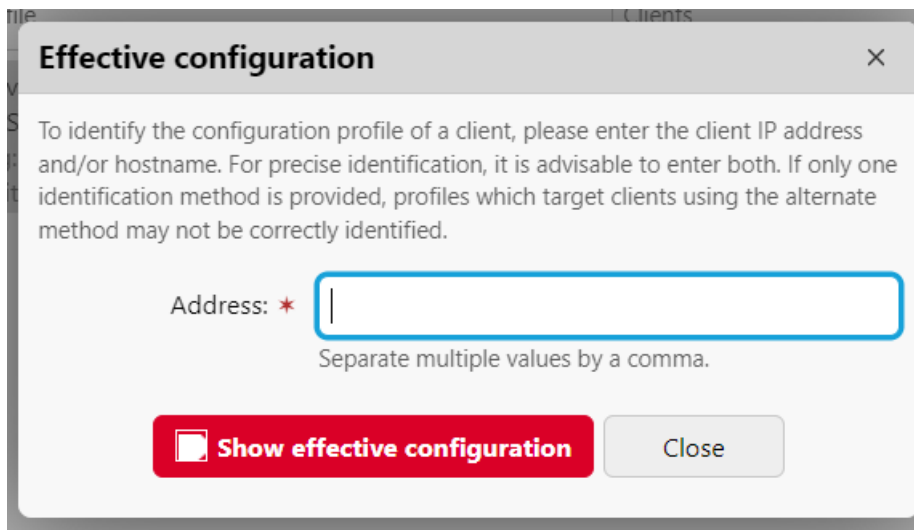 file
Clients
Effective configuration
To identify the configuration profile of a client, please enter the client IP address
and/or hostname. For precise identification, it is advisable to enter both. If only one
identification method is provided, profiles which target clients using the alternate
method may not be correctly identified.
Address: *
Separate multiple values by a comma.
Show effective configuration
Close